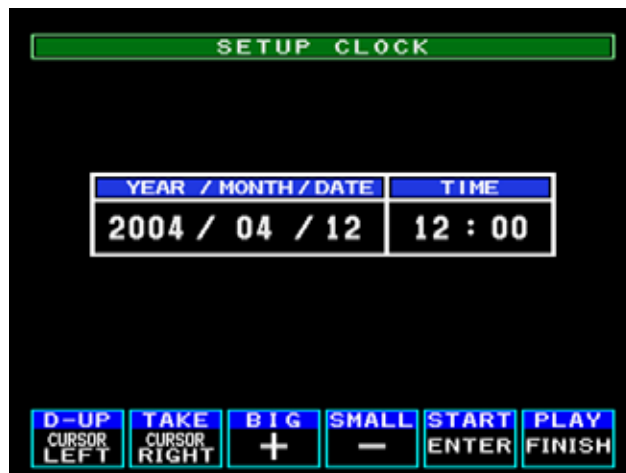 SETUP CLOCK
YEAR / MONTH / DATE TIME
2004 / 04 / 12 12 : 00
D-UP TAKE BIG SMALL START PLAY
CURSOR LEFT CURSOR RIGHT + − ENTER FINISH